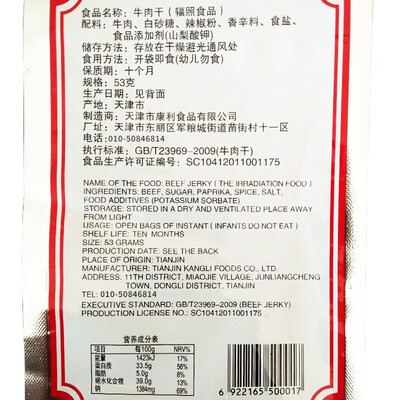 食品名称：牛肉干（辐照食品）
配料：牛肉、白砂糖、辣椒粉、香辛料、食盐、
食品添加剂(山梨酸钾)
储存方法：存放在干燥避光通风处
食用方法：开袋即食(幼儿勿食)
保质期：十个月
规格：53克
生产日期：见背面
产地：天津市
制造商：天津市康利食品有限公司
厂址：天津市东丽区军粮城街道苗街村十一区
电话：010-50846814
执行标准：GB/T23969-2009(牛肉干)
食品生产许可证编号：SC10412011001175
NAME OF THE FOOD: BEEF JERKY ( THE IRRADIATION FOOD )
INGREDIENTS: BEEF, SUGAR, PAPRIKA, SPICE, SALT,
FOOD ADDITIVES (POTASSIUM SORBATE)
STORAGE: STORED IN A DRY AND VENTILATED PLACE AWAY
FROM LIGHT
USAGE: OPEN BAGS OF INSTANT ( INFANTS DO NOT EAT )
SHELF LIFE: TEN MONTHS
SIZE: 53 GRAMS
PRODUCTION DATE: SEE THE BACK
PLACE OF ORIGIN: TIANJIN
MANUFACTURER: TIANJIN KANGLI FOODS CO., LTD.
ADDRESS: 11TH DISTRICT, MIAOJIE VILLAGE, JUNLIANGCHENG
TOWN, DONGLI DISTRICT, TIANJIN
TEL: 010-50846814
EXECUTIVE STANDARD: GB/T23969-2009 (BEEF JERKY)
PRODUCTION LICENSE NO.: SC10412011001175
营养成分表
项目 每100g NRV%
能量 1423kJ 17%
蛋白质 33.5g 56%
脂肪 5.0g 8%
碳水化合物 39.0g 13%
钠 1384mg 69%
6 922165 500017